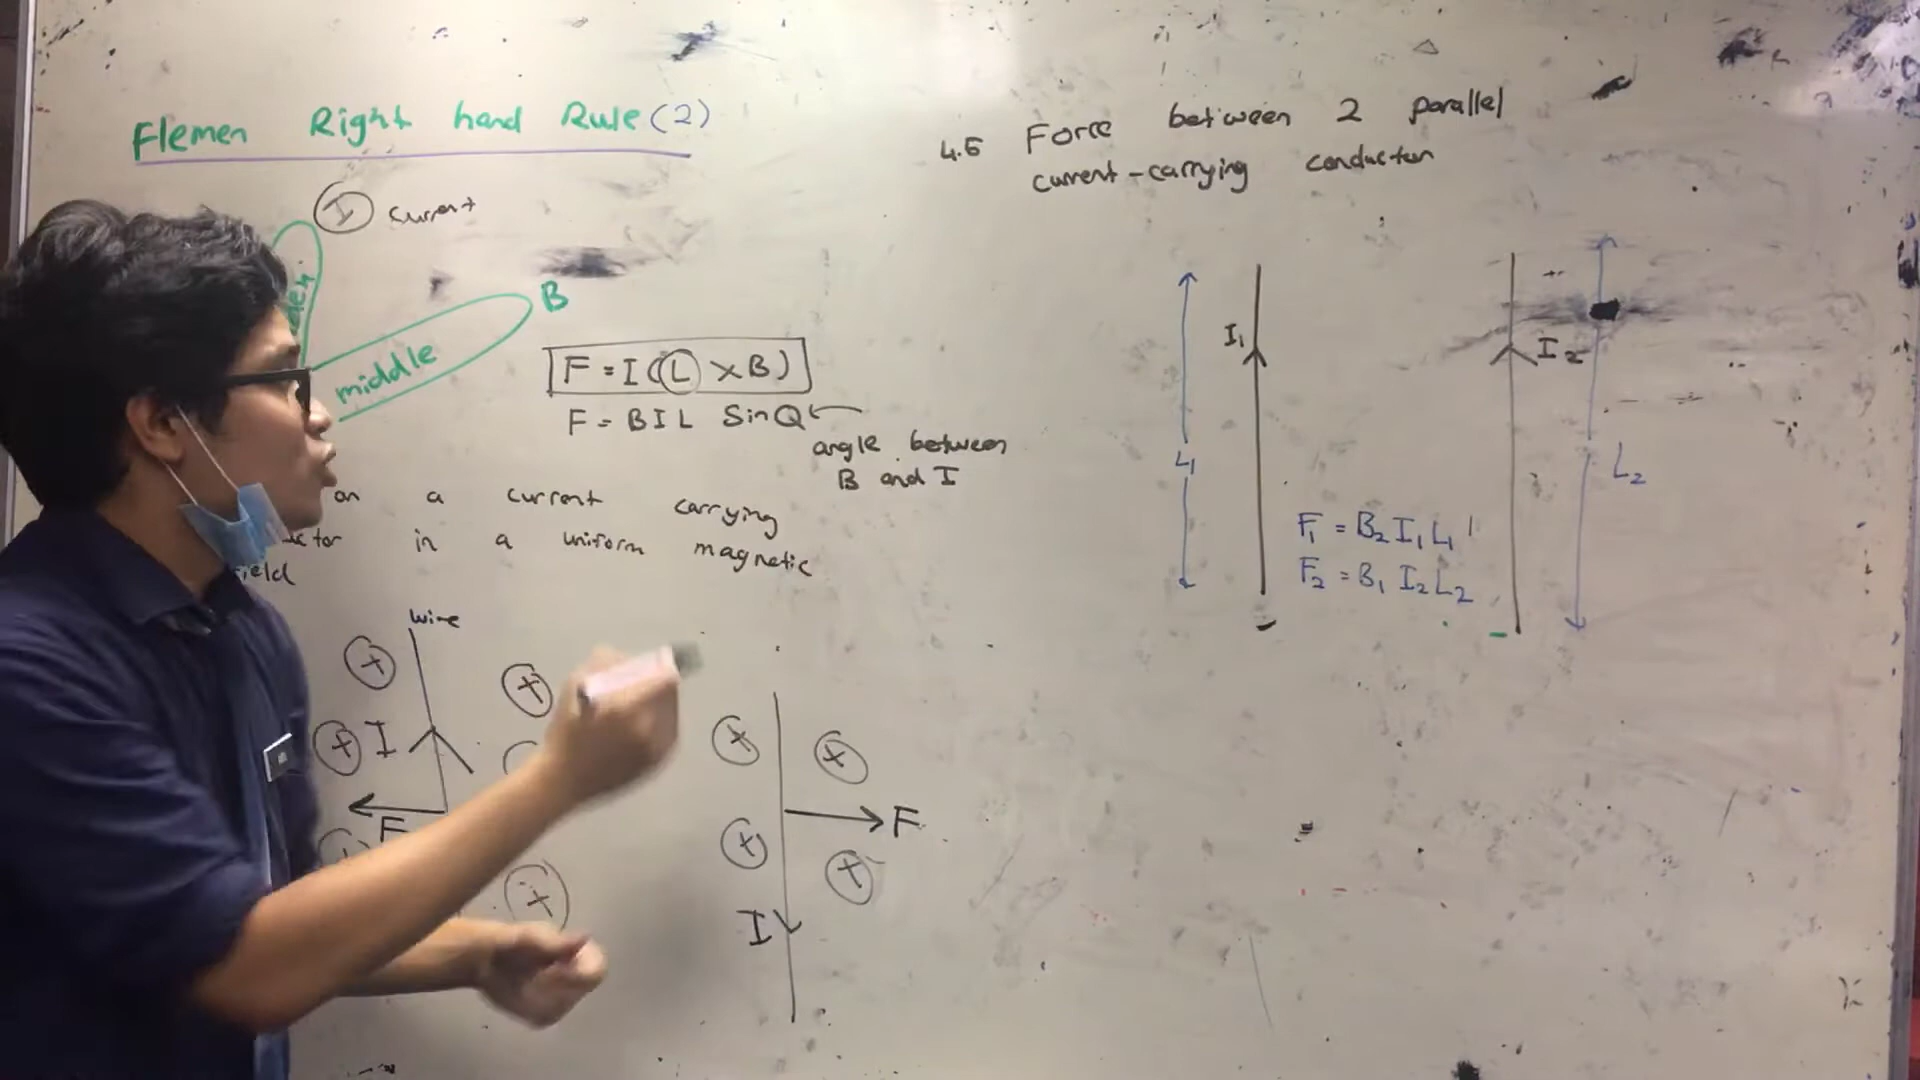 Flemen Right hand Rule (2)
I Current
B
middle
F = I (L × B)
F = BIL Sin Q
angle between
B and I
on a current carrying
in a uniform magnetic
wire
I
F
F
I
4.5 Force between 2 parallel
current-carrying conductor
I₁
I₂
L₁
L₂
F₁ = B₂ I₁ L₁
F₂ = B₁ I₂ L₂